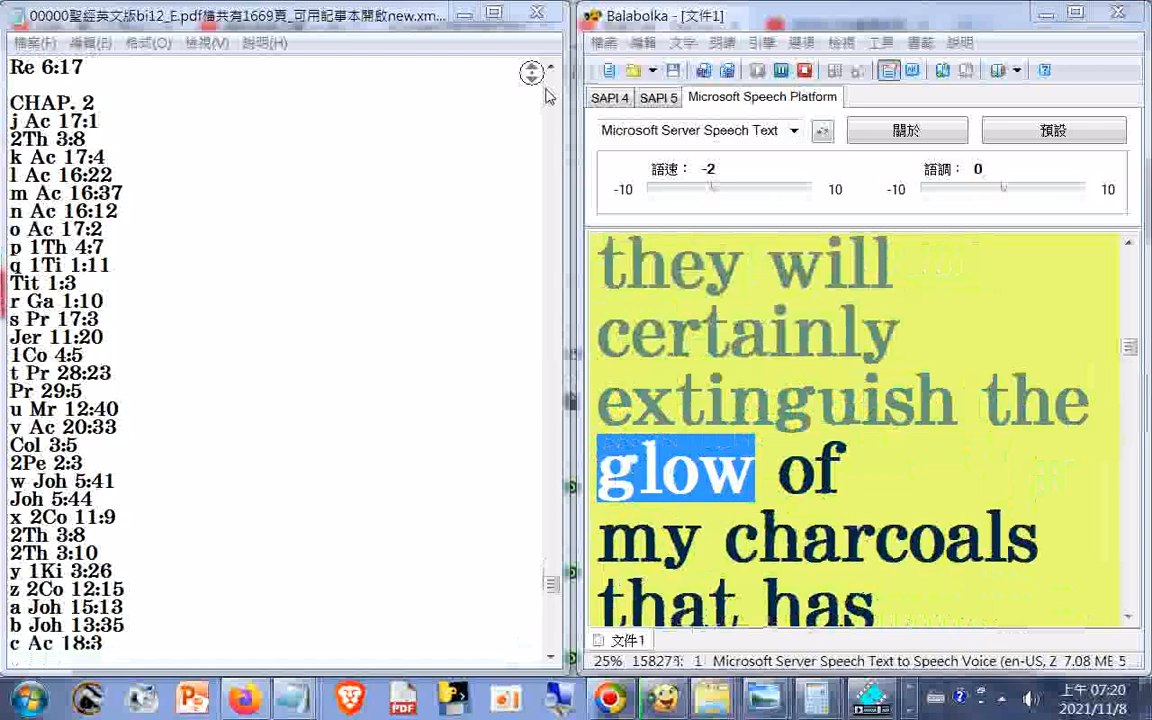 00000聖經英文版bi12_E.pdf檔共有1669頁_可用記事本開啟new.xm...
檔案(F) 編輯(E) 格式(O) 檢視(V) 說明(H)
Re 6:17
CHAP. 2
j Ac 17:1
2Th 3:8
k Ac 17:4
l Ac 16:22
m Ac 16:37
n Ac 16:12
o Ac 17:2
p 1Th 4:7
q 1Ti 1:11
Tit 1:3
r Ga 1:10
s Pr 17:3
Jer 11:20
1Co 4:5
t Pr 28:23
Pr 29:5
u Mr 12:40
v Ac 20:33
Col 3:5
2Pe 2:3
w Joh 5:41
Joh 5:44
x 2Co 11:9
2Th 3:8
2Th 3:10
y 1Ki 3:26
z 2Co 12:15
a Joh 15:13
b Joh 13:35
c Ac 18:3
Balabolka - [文件1]
檔案 編輯 文字 朗讀 引擎 選項 檢視 工具 書籤 說明
SAPI 4 SAPI 5 Microsoft Speech Platform
Microsoft Server Speech Text 關於 預設
語速： -2 語調： 0
-10 10 -10 10
they will
certainly
extinguish the
glow of
my charcoals
that has
文件1
25% 1 Microsoft Server Speech Text to Speech Voice (en-US, Z 7.08 MB 5
PDF
上午 07:20
2021/11/8